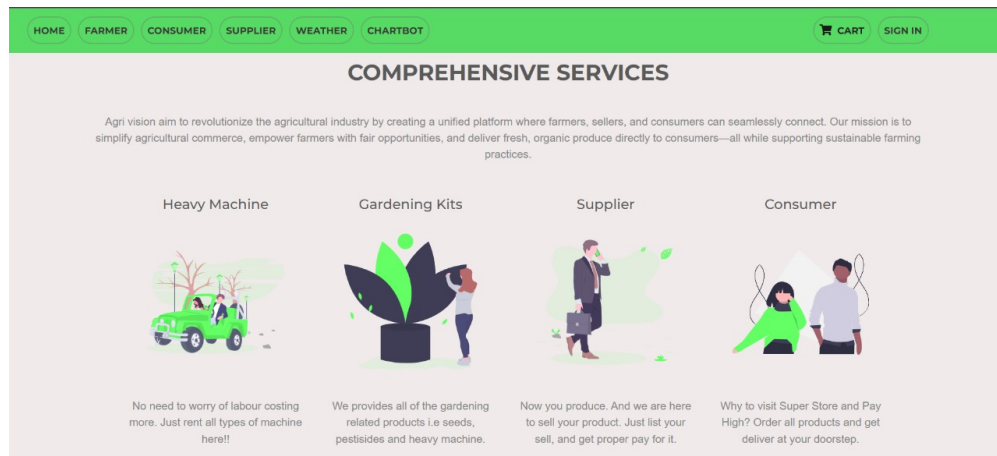 HOME FARMER CONSUMER SUPPLIER WEATHER CHARTBOT CART SIGN IN
COMPREHENSIVE SERVICES
Agri vision aim to revolutionize the agricultural industry by creating a unified platform where farmers, sellers, and consumers can seamlessly connect. Our mission is to
simplify agricultural commerce, empower farmers with fair opportunities, and deliver fresh, organic produce directly to consumers—all while supporting sustainable farming
practices.
Heavy Machine
No need to worry of labour costing
more. Just rent all types of machine
here!!
Gardening Kits
We provides all of the gardening
related products i.e seeds,
pestisides and heavy machine.
Supplier
Now you produce. And we are here
to sell your product. Just list your
sell, and get proper pay for it.
Consumer
Why to visit Super Store and Pay
High? Order all products and get
deliver at your doorstep.